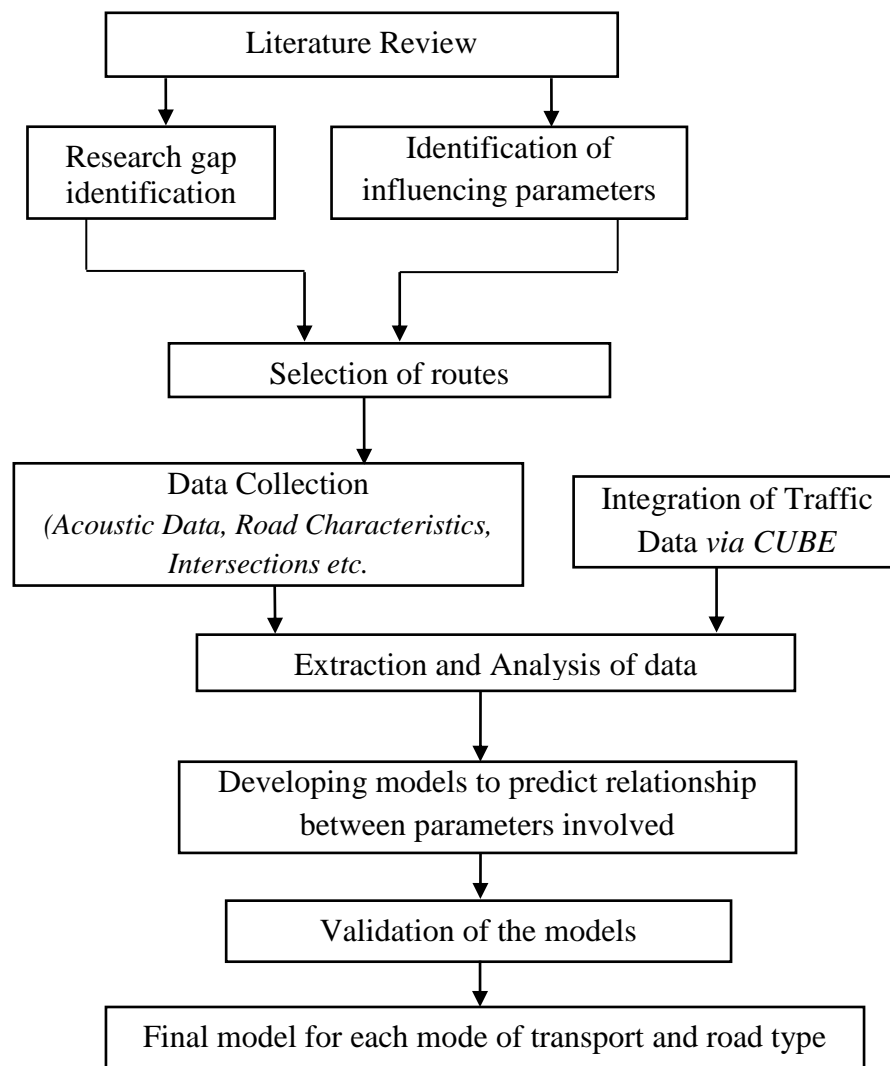 Literature Review
Research gap
identification
Identification of
influencing parameters
Selection of routes
Data Collection
(Acoustic Data, Road Characteristics,
Intersections etc.
Integration of Traffic
Data via CUBE
Extraction and Analysis of data
Developing models to predict relationship
between parameters involved
Validation of the models
Final model for each mode of transport and road type